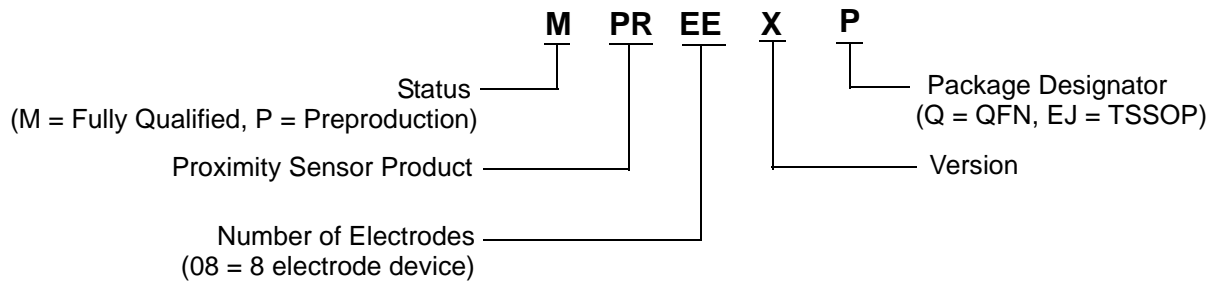 M PR EE X P
Status
(M = Fully Qualified, P = Preproduction)
Package Designator
(Q = QFN, EJ = TSSOP)
Proximity Sensor Product
Version
Number of Electrodes
(08 = 8 electrode device)